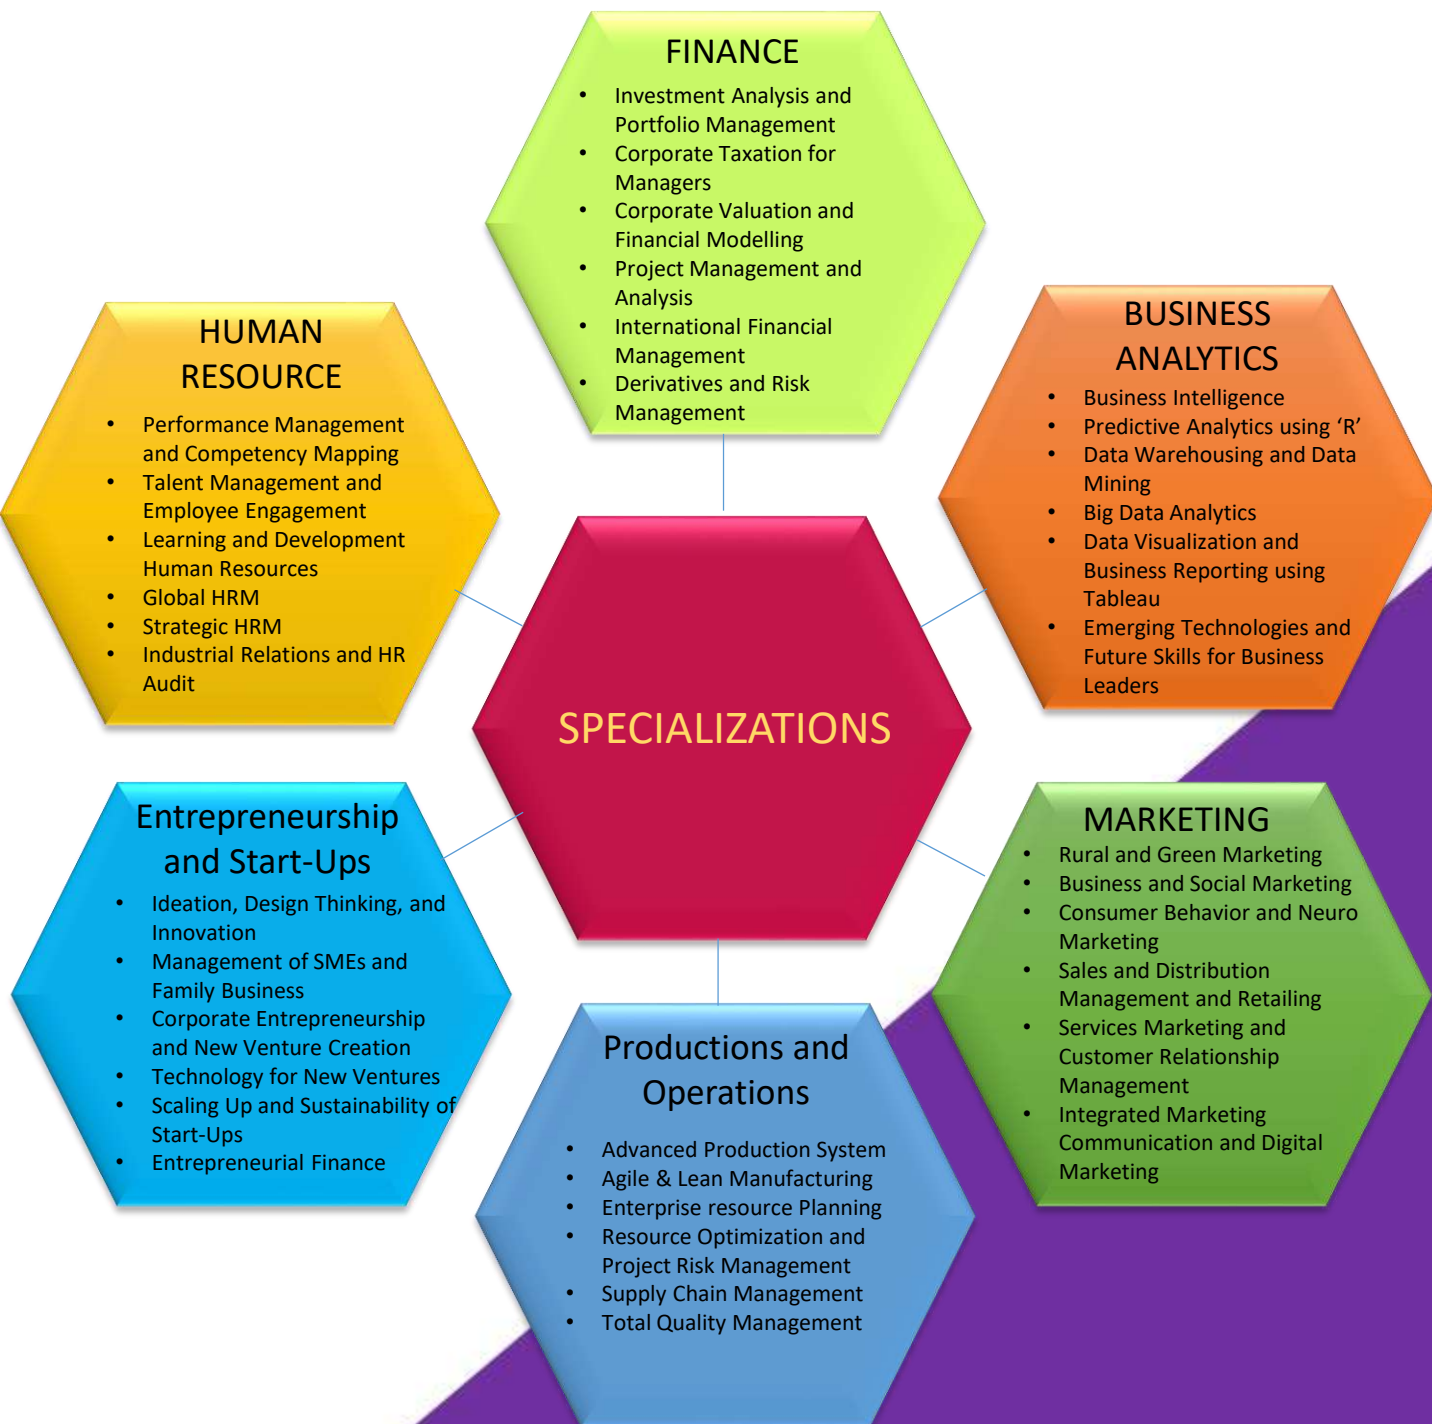 FINANCE
• Investment Analysis and
Portfolio Management
• Corporate Taxation for
Managers
• Corporate Valuation and
Financial Modelling
• Project Management and
Analysis
• International Financial
Management
• Derivatives and Risk
Management
HUMAN
RESOURCE
• Performance Management
and Competency Mapping
• Talent Management and
Employee Engagement
• Learning and Development
Human Resources
• Global HRM
• Strategic HRM
• Industrial Relations and HR
Audit
BUSINESS
ANALYTICS
• Business Intelligence
• Predictive Analytics using ‘R’
• Data Warehousing and Data
Mining
• Big Data Analytics
• Data Visualization and
Business Reporting using
Tableau
• Emerging Technologies and
Future Skills for Business
Leaders
SPECIALIZATIONS
Entrepreneurship
and Start-Ups
• Ideation, Design Thinking, and
Innovation
• Management of SMEs and
Family Business
• Corporate Entrepreneurship
and New Venture Creation
• Technology for New Ventures
• Scaling Up and Sustainability of
Start-Ups
• Entrepreneurial Finance
MARKETING
• Rural and Green Marketing
• Business and Social Marketing
• Consumer Behavior and Neuro
Marketing
• Sales and Distribution
Management and Retailing
• Services Marketing and
Customer Relationship
Management
• Integrated Marketing
Communication and Digital
Marketing
Productions and
Operations
• Advanced Production System
• Agile & Lean Manufacturing
• Enterprise resource Planning
• Resource Optimization and
Project Risk Management
• Supply Chain Management
• Total Quality Management